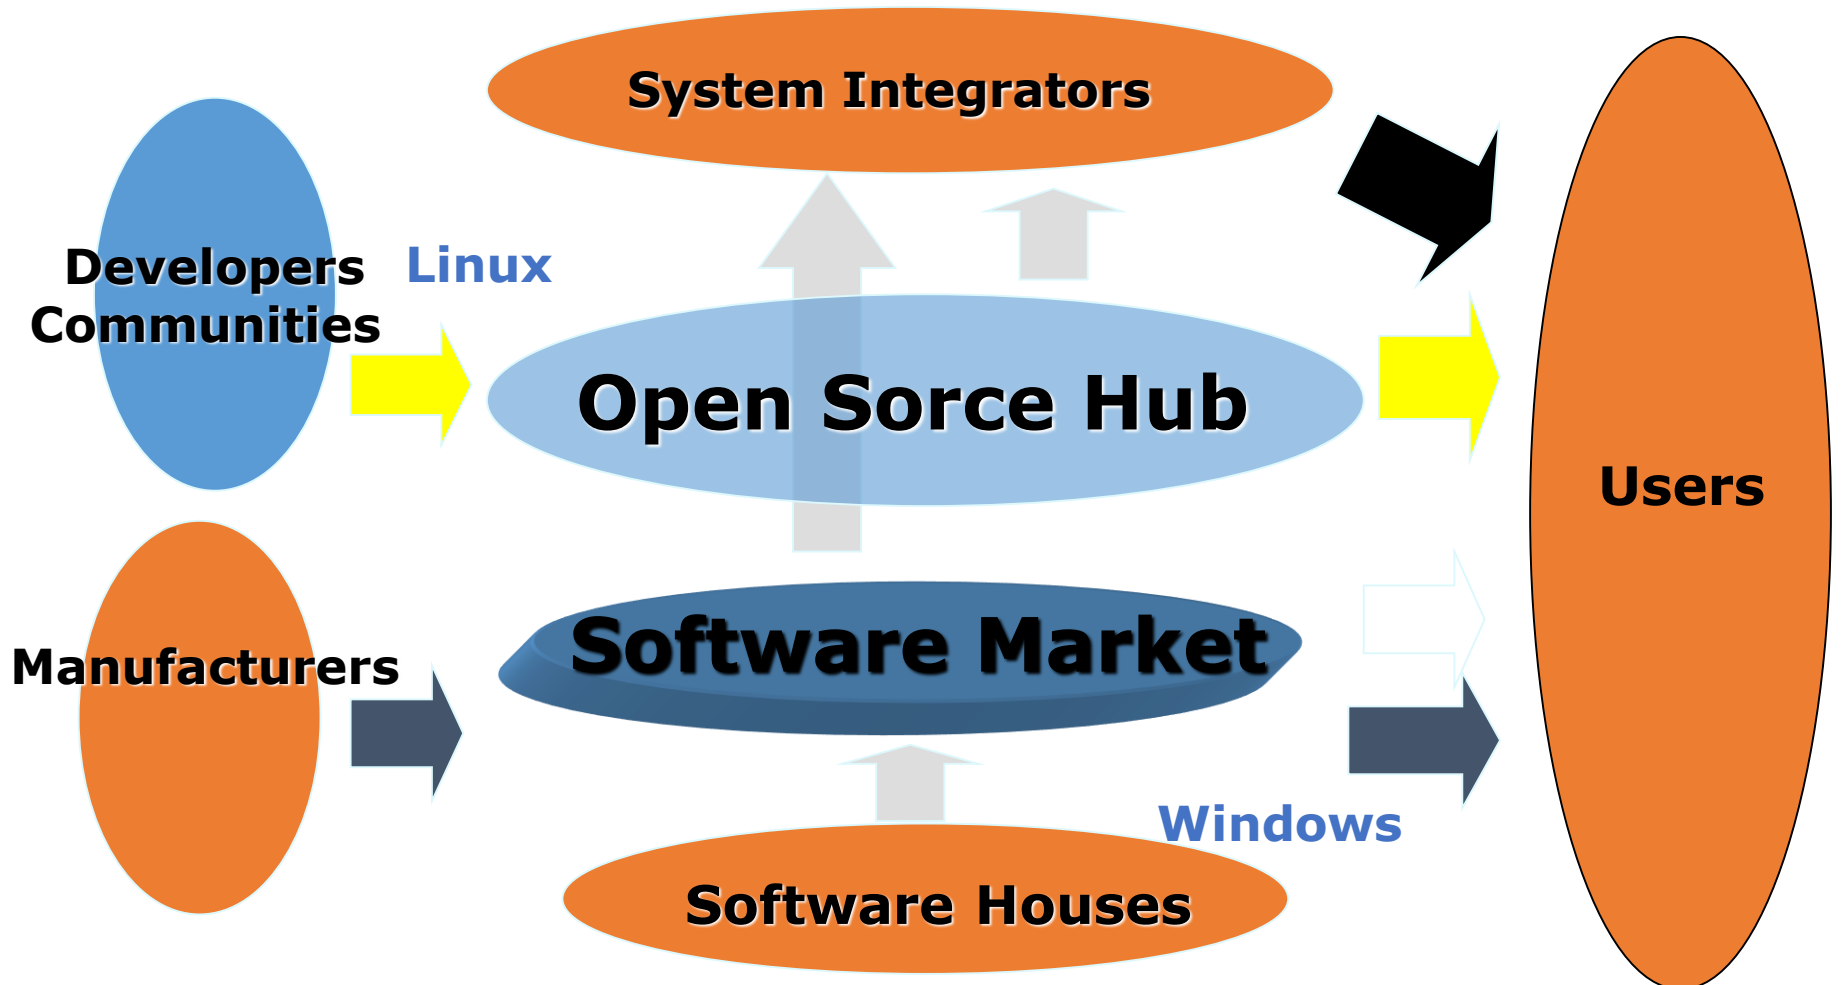 System Integrators
Developers
Communities
Linux
Open Sorce Hub
Users
Software Market
Manufacturers
Windows
Software Houses